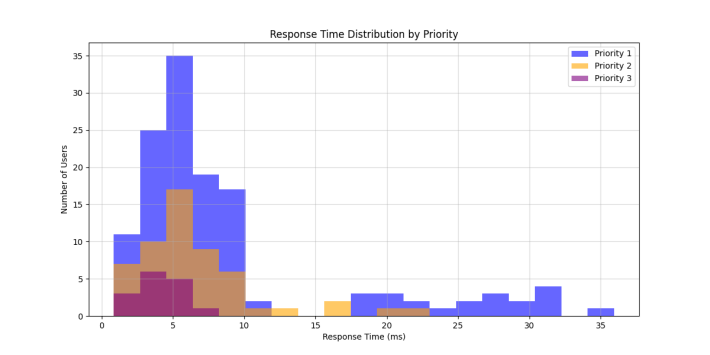 Response Time Distribution by Priority
Priority 1
Priority 2
Priority 3
35
30
25
20
15
10
5
0
Number of Users
0 5 10 15 20 25 30 35
Response Time (ms)